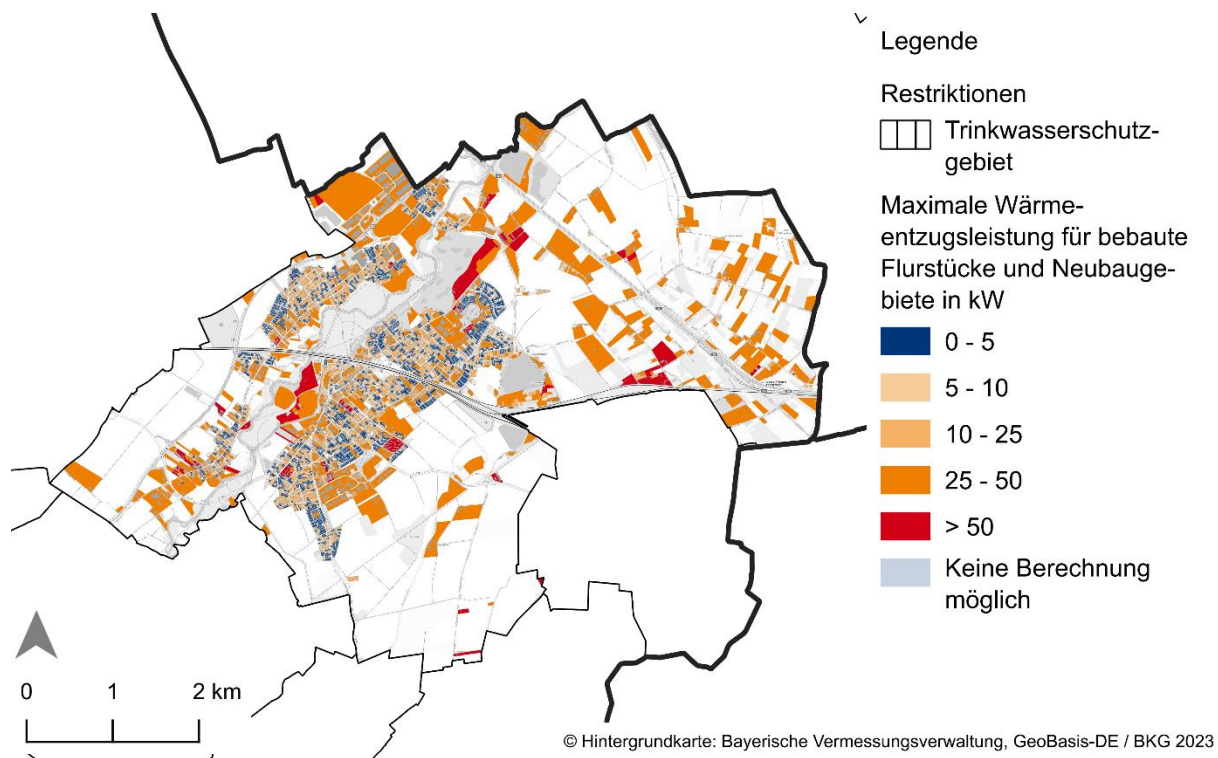 Legende
Restriktionen
Trinkwasserschutz-
gebiet
Maximale Wärme-
entzugsleistung für bebaute
Flurstücke und Neubauge-
biete in kW
0 - 5
5 - 10
10 - 25
25 - 50
> 50
Keine Berechnung
möglich
0 1 2 km
© Hintergrundkarte: Bayerische Vermessungsverwaltung, GeoBasis-DE / BKG 2023